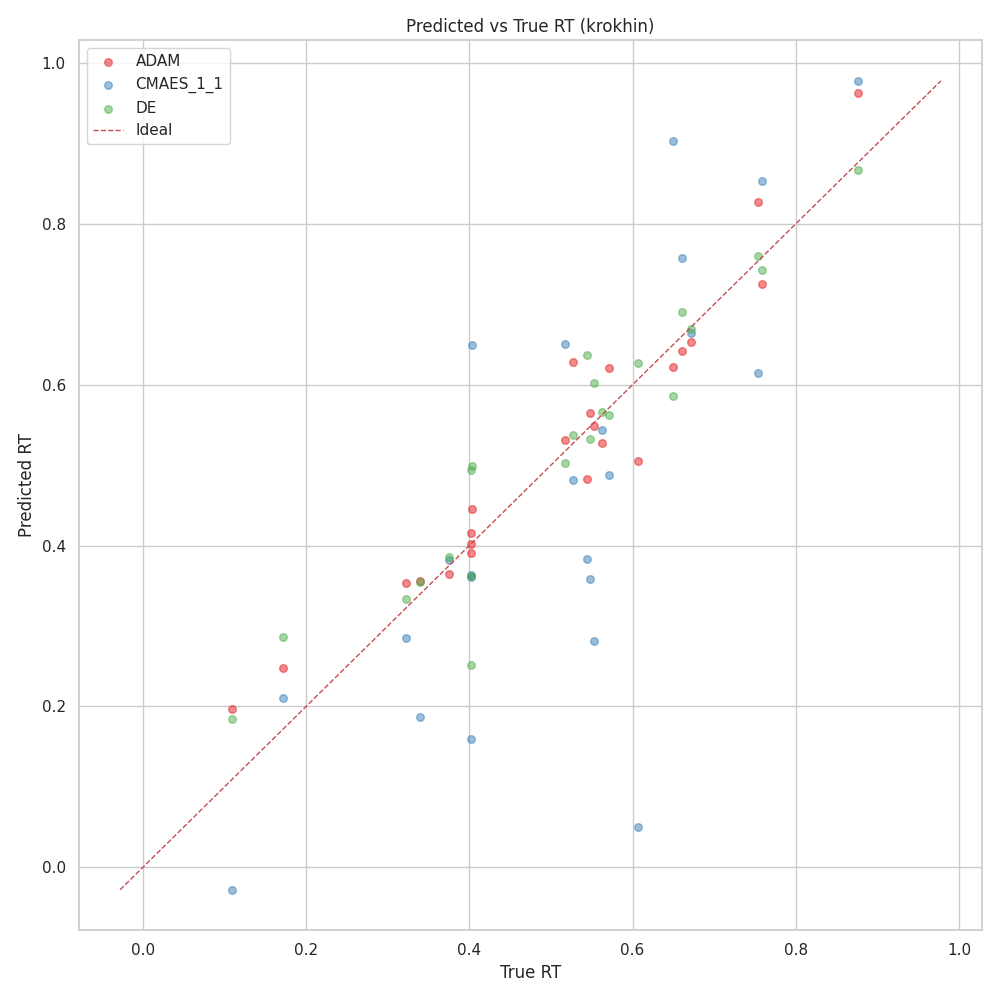 Predicted vs True RT (krokhin)
ADAM
CMAES_1_1
DE
Ideal
Predicted RT
1.0
0.8
0.6
0.4
0.2
0.0
0.0 0.2 0.4 0.6 0.8 1.0
True RT